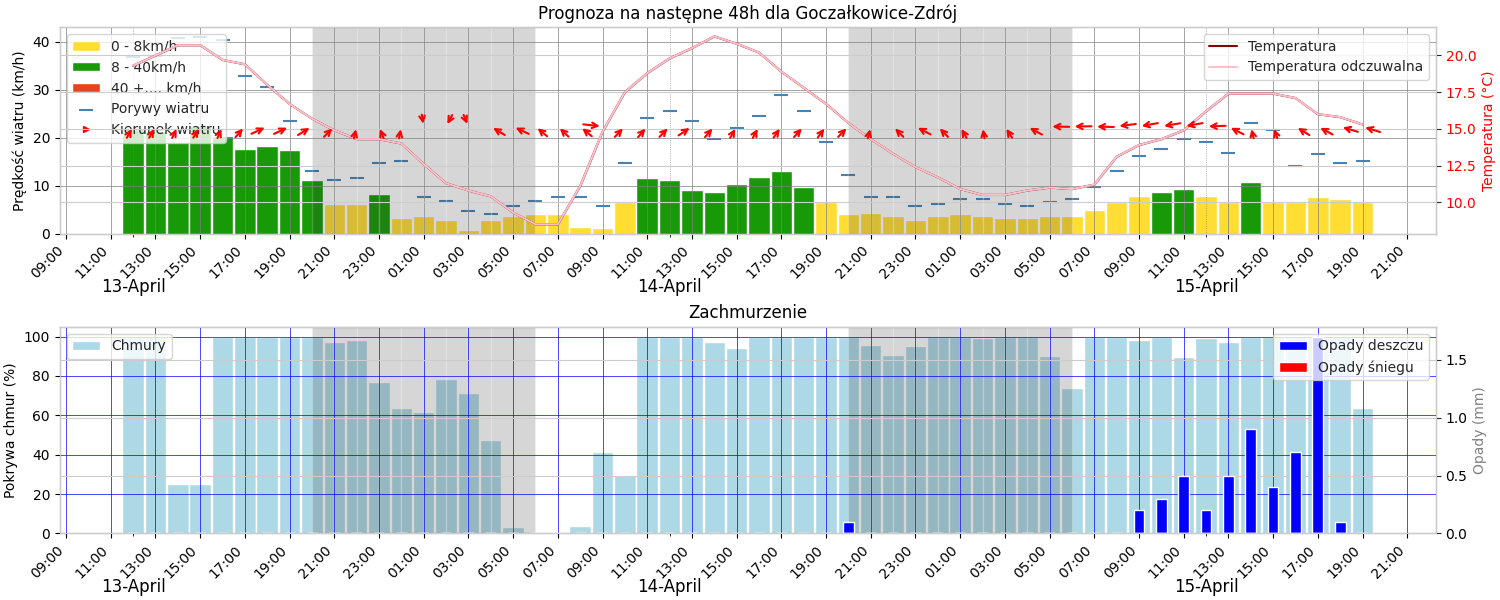 Prognoza na następne 48h dla Goczałkowice-Zdrój
Prędkość wiatru (km/h)
40
30
20
10
0
0 - 8km/h
8 - 40km/h
40 +.... km/h
Porywy wiatru
Kierunek wiatru
Temperatura
Temperatura odczuwalna
20.0
17.5
15.0
12.5
10.0
Temperatura (°C)
09:00 11:00 13:00 15:00 17:00 19:00 21:00 23:00 01:00 03:00 05:00 07:00 09:00 11:00 13:00 15:00 17:00 19:00 21:00 23:00 01:00 03:00 05:00 07:00 09:00 11:00 13:00 15:00 17:00 19:00 21:00
13-April 14-April 15-April
Zachmurzenie
Pokrywa chmur (%)
100
80
60
40
20
0
Chmury
Opady deszczu
Opady śniegu
1.5
1.0
0.5
0.0
Opady (mm)
09:00 11:00 13:00 15:00 17:00 19:00 21:00 23:00 01:00 03:00 05:00 07:00 09:00 11:00 13:00 15:00 17:00 19:00 21:00 23:00 01:00 03:00 05:00 07:00 09:00 11:00 13:00 15:00 17:00 19:00 21:00
13-April 14-April 15-April